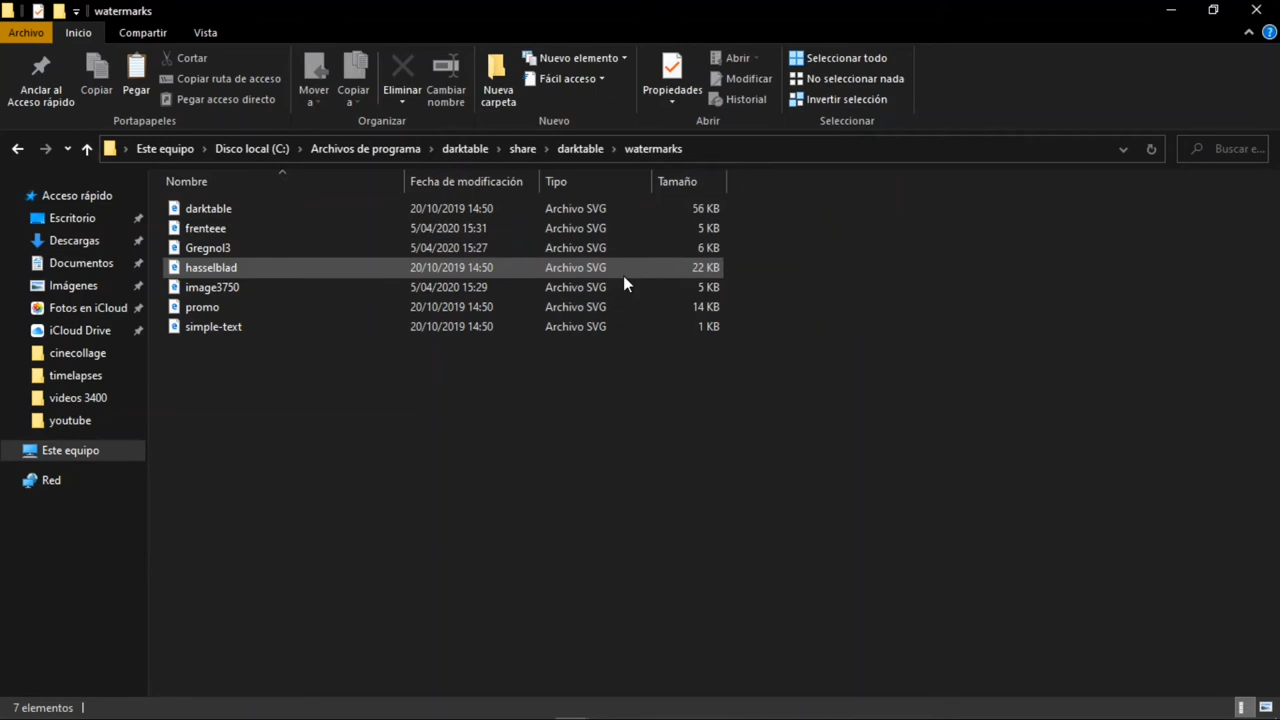 watermarks
Archivo Inicio Compartir Vista
Anclar al Acceso rápido
Copiar
Pegar
Cortar
Copiar ruta de acceso
Pegar acceso directo
Portapapeles
Mover a
Copiar a
Eliminar
Cambiar nombre
Organizar
Nueva carpeta
Nuevo elemento
Fácil acceso
Nuevo
Propiedades
Abrir
Modificar
Historial
Abrir
Seleccionar todo
No seleccionar nada
Invertir selección
Seleccionar
Este equipo > Disco local (C:) > Archivos de programa > darktable > share > darktable > watermarks
Buscar e...
Acceso rápido
Escritorio
Descargas
Documentos
Imágenes
Fotos en iCloud
iCloud Drive
cinecollage
timelapses
videos 3400
youtube
Este equipo
Red
Nombre Fecha de modificación Tipo Tamaño
darktable 20/10/2019 14:50 Archivo SVG 56 KB
frenteee 5/04/2020 15:31 Archivo SVG 5 KB
Gregnol3 5/04/2020 15:27 Archivo SVG 6 KB
hasselblad 20/10/2019 14:50 Archivo SVG 22 KB
image3750 5/04/2020 15:29 Archivo SVG 5 KB
promo 20/10/2019 14:50 Archivo SVG 14 KB
simple-text 20/10/2019 14:50 Archivo SVG 1 KB
7 elementos